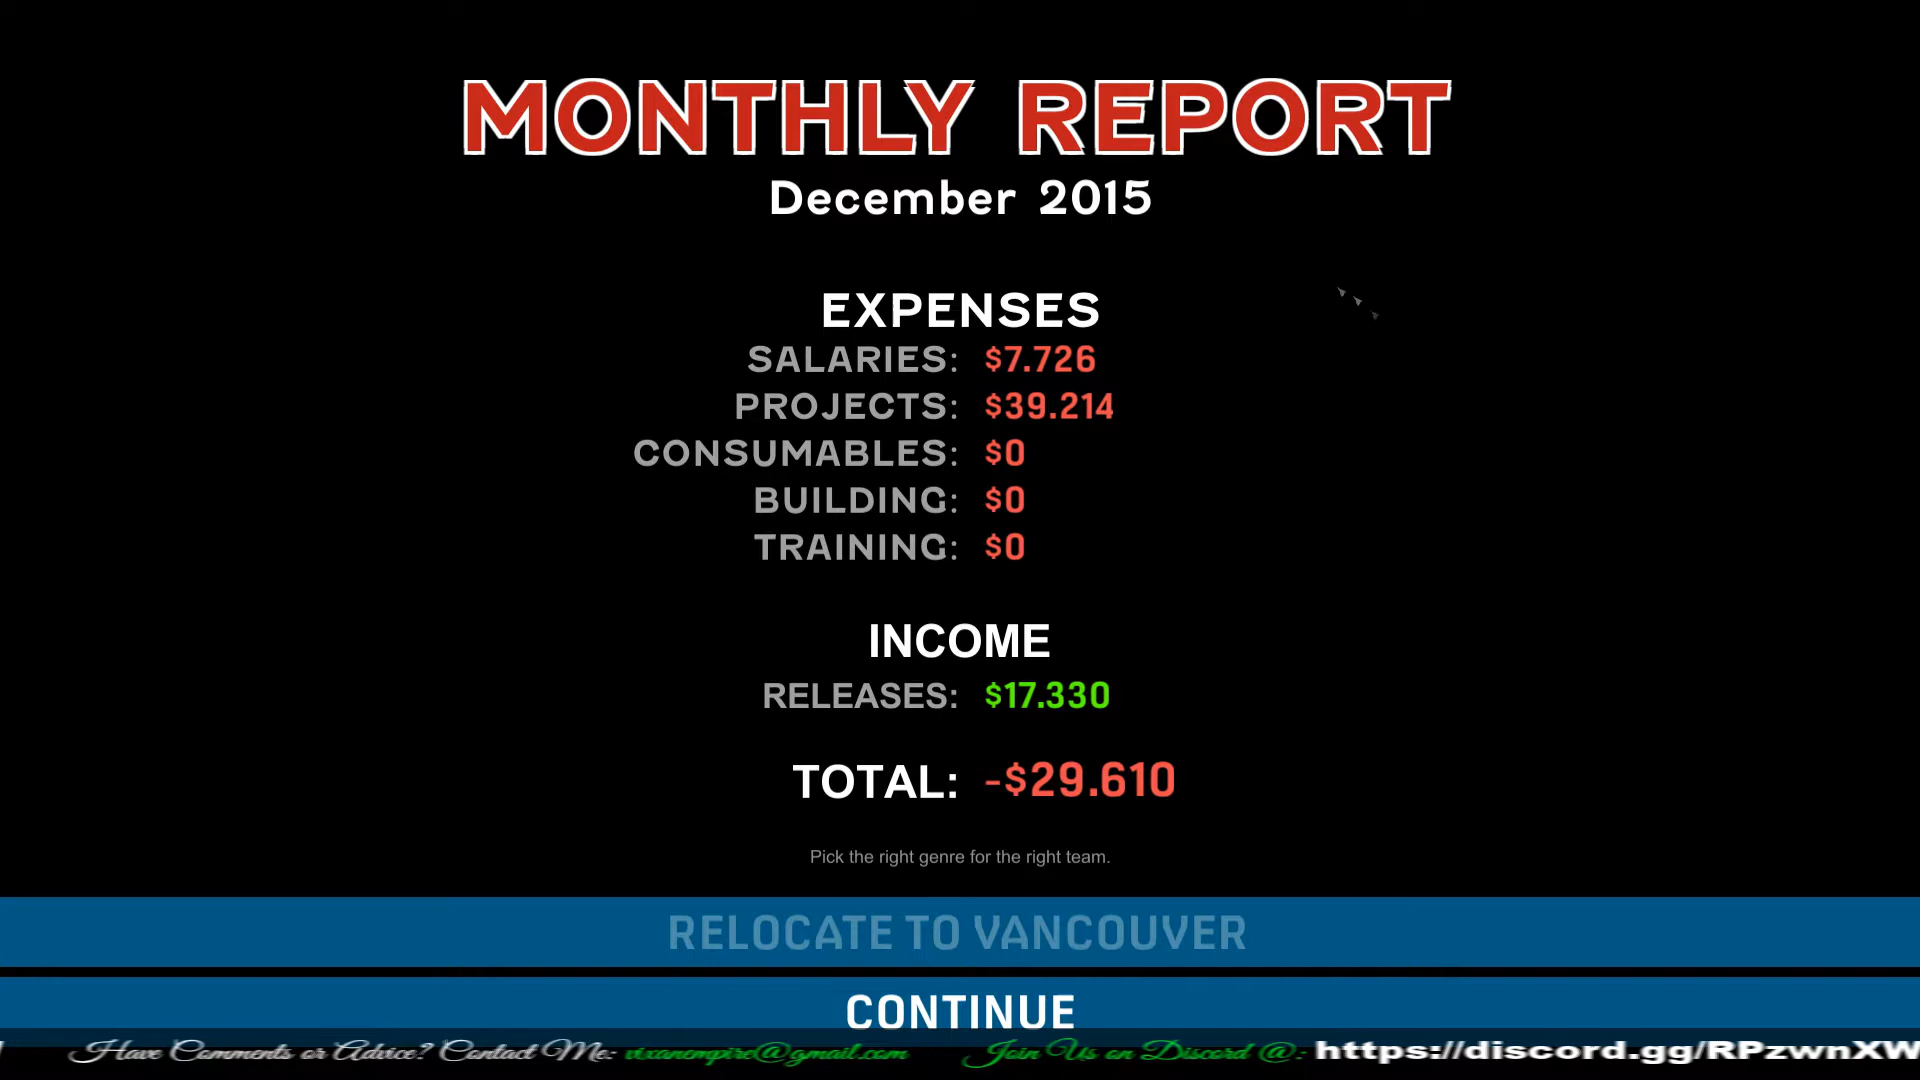 MONTHLY REPORT
December 2015
EXPENSES
SALARIES: $7.726
PROJECTS: $39.214
CONSUMABLES: $0
BUILDING: $0
TRAINING: $0
INCOME
RELEASES: $17.330
TOTAL: -$29.610
Pick the right genre for the right team.
RELOCATE TO VANCOUVER
CONTINUE
Have Comments or Advice? Contact Me: vixanempire@gmail.com Join Us on Discord @: https://discord.gg/RPzwnXW